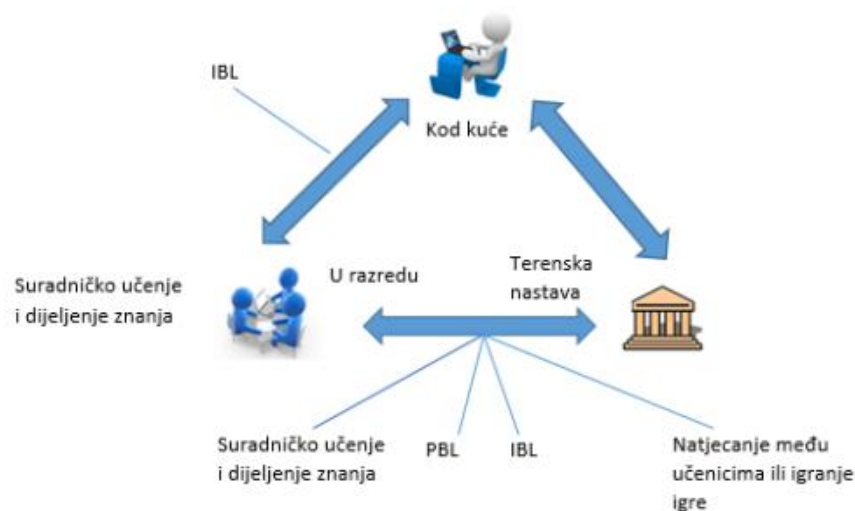 IBL
Kod kuće
U razredu
Terenska
nastava
Suradničko učenje
i dijeljenje znanja
Suradničko učenje
i dijeljenje znanja
PBL
IBL
Natjecanje među
učenicima ili igranje
igre